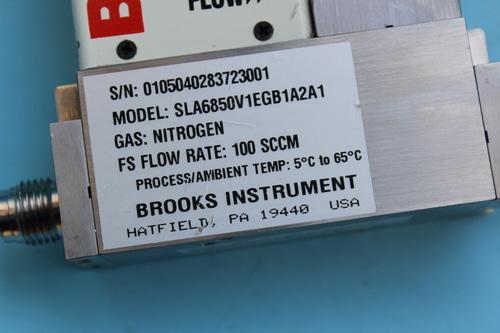 B
FLOW
S/N: 0105040283723001
MODEL: SLA6850V1EGB1A2A1
GAS: NITROGEN
FS FLOW RATE: 100 SCCM
PROCESS/AMBIENT TEMP: 5°C to 65°C
BROOKS INSTRUMENT
HATFIELD, PA 19440 USA